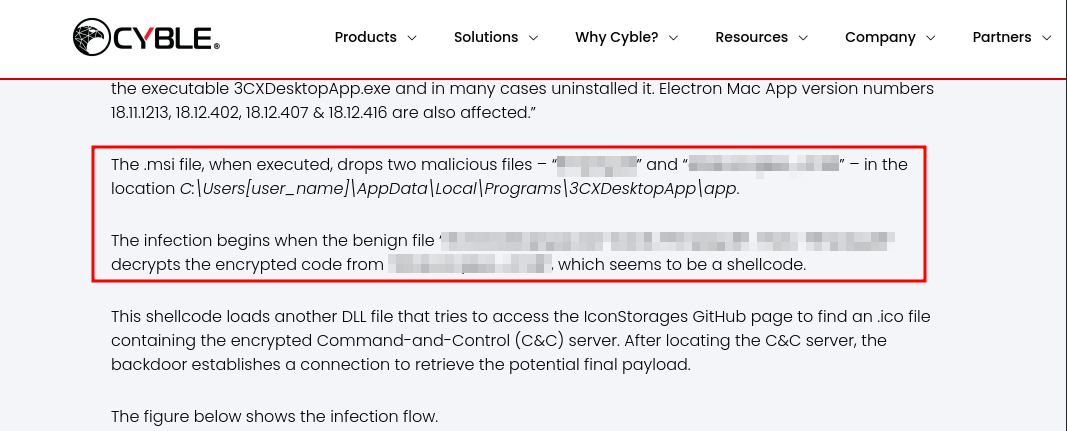 CYBLE®
Products
Solutions
Why Cyble?
Resources
Company
Partners
the executable 3CXDesktopApp.exe and in many cases uninstalled it. Electron Mac App version numbers
18.11.1213, 18.12.402, 18.12.407 & 18.12.416 are also affected.”
The .msi file, when executed, drops two malicious files – “” and “” – in the
location C:\Users[user_name]\AppData\Local\Programs\3CXDesktopApp\app.
The infection begins when the benign file ‘
decrypts the encrypted code from , which seems to be a shellcode.
This shellcode loads another DLL file that tries to access the IconStorages GitHub page to find an .ico file
containing the encrypted Command-and-Control (C&C) server. After locating the C&C server, the
backdoor establishes a connection to retrieve the potential final payload.
The figure below shows the infection flow.